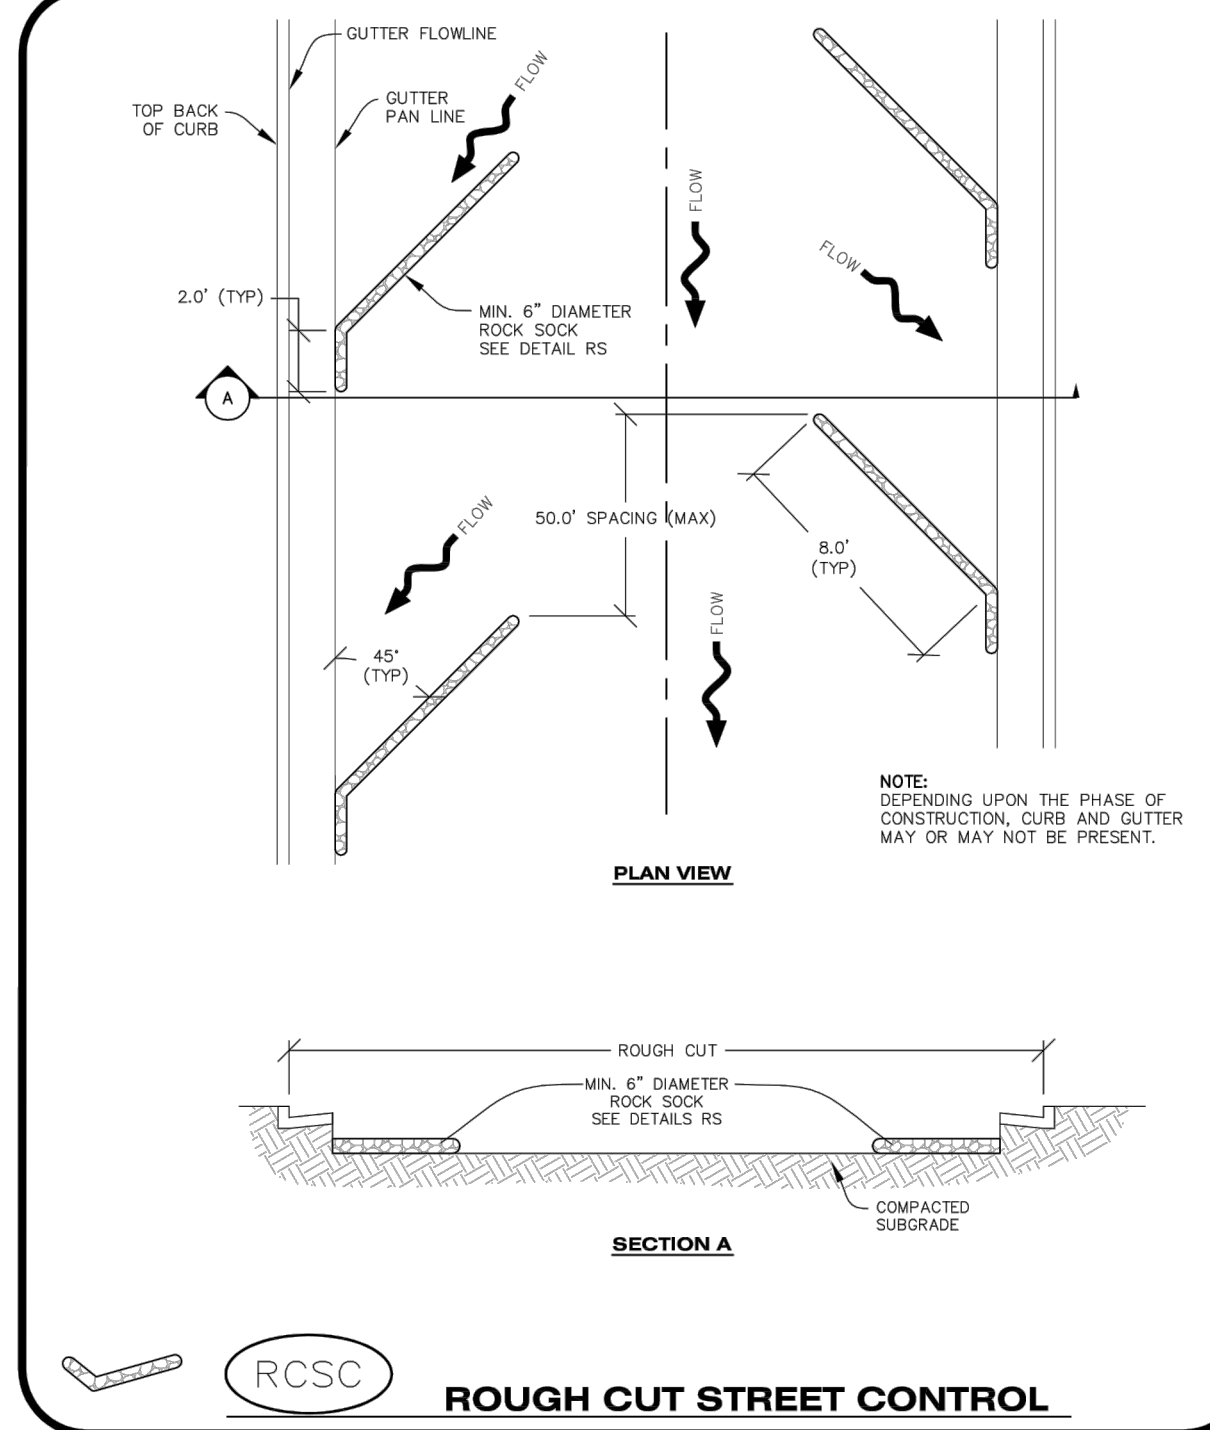 GUTTER FLOWLINE
FLOW
TOP BACK
OF CURB
GUTTER
PAN LINE
FLOW
FLOW
2.0' (TYP)
MIN. 6" DIAMETER
ROCK SOCK
SEE DETAIL RS
A
50.0' SPACING (MAX)
FLOW
8.0'
(TYP)
FLOW
45°
(TYP)
NOTE:
DEPENDING UPON THE PHASE OF
CONSTRUCTION, CURB AND GUTTER
MAY OR MAY NOT BE PRESENT.
PLAN VIEW
ROUGH CUT
MIN. 6" DIAMETER
ROCK SOCK
SEE DETAILS RS
COMPACTED
SUBGRADE
SECTION A
RCSC
ROUGH CUT STREET CONTROL